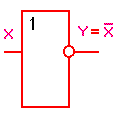 1
X
Y = X̅